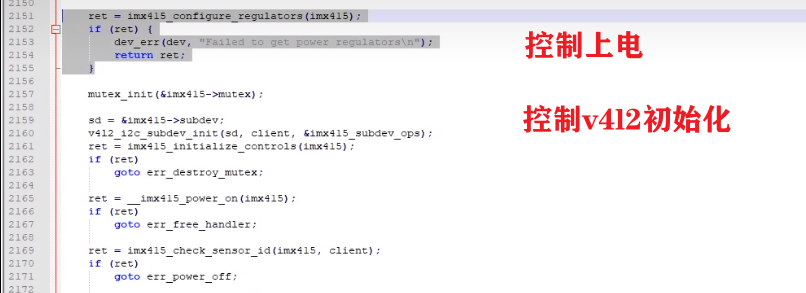 2150
2151 ret = imx415_configure_regulators(imx415);
2152 if (ret) {
2153 dev_err(dev, "Failed to get power regulators\n");
2154 return ret;
2155 }
2156
2157 mutex_init(&imx415->mutex);
2158
2159 sd = &imx415->subdev;
2160 v4l2_i2c_subdev_init(sd, client, &imx415_subdev_ops);
2161 ret = imx415_initialize_controls(imx415);
2162 if (ret)
2163 goto err_destroy_mutex;
2164
2165 ret = __imx415_power_on(imx415);
2166 if (ret)
2167 goto err_free_handler;
2168
2169 ret = imx415_check_sensor_id(imx415, client);
2170 if (ret)
2171 goto err_power_off;
2172
控制上电
控制v4l2初始化